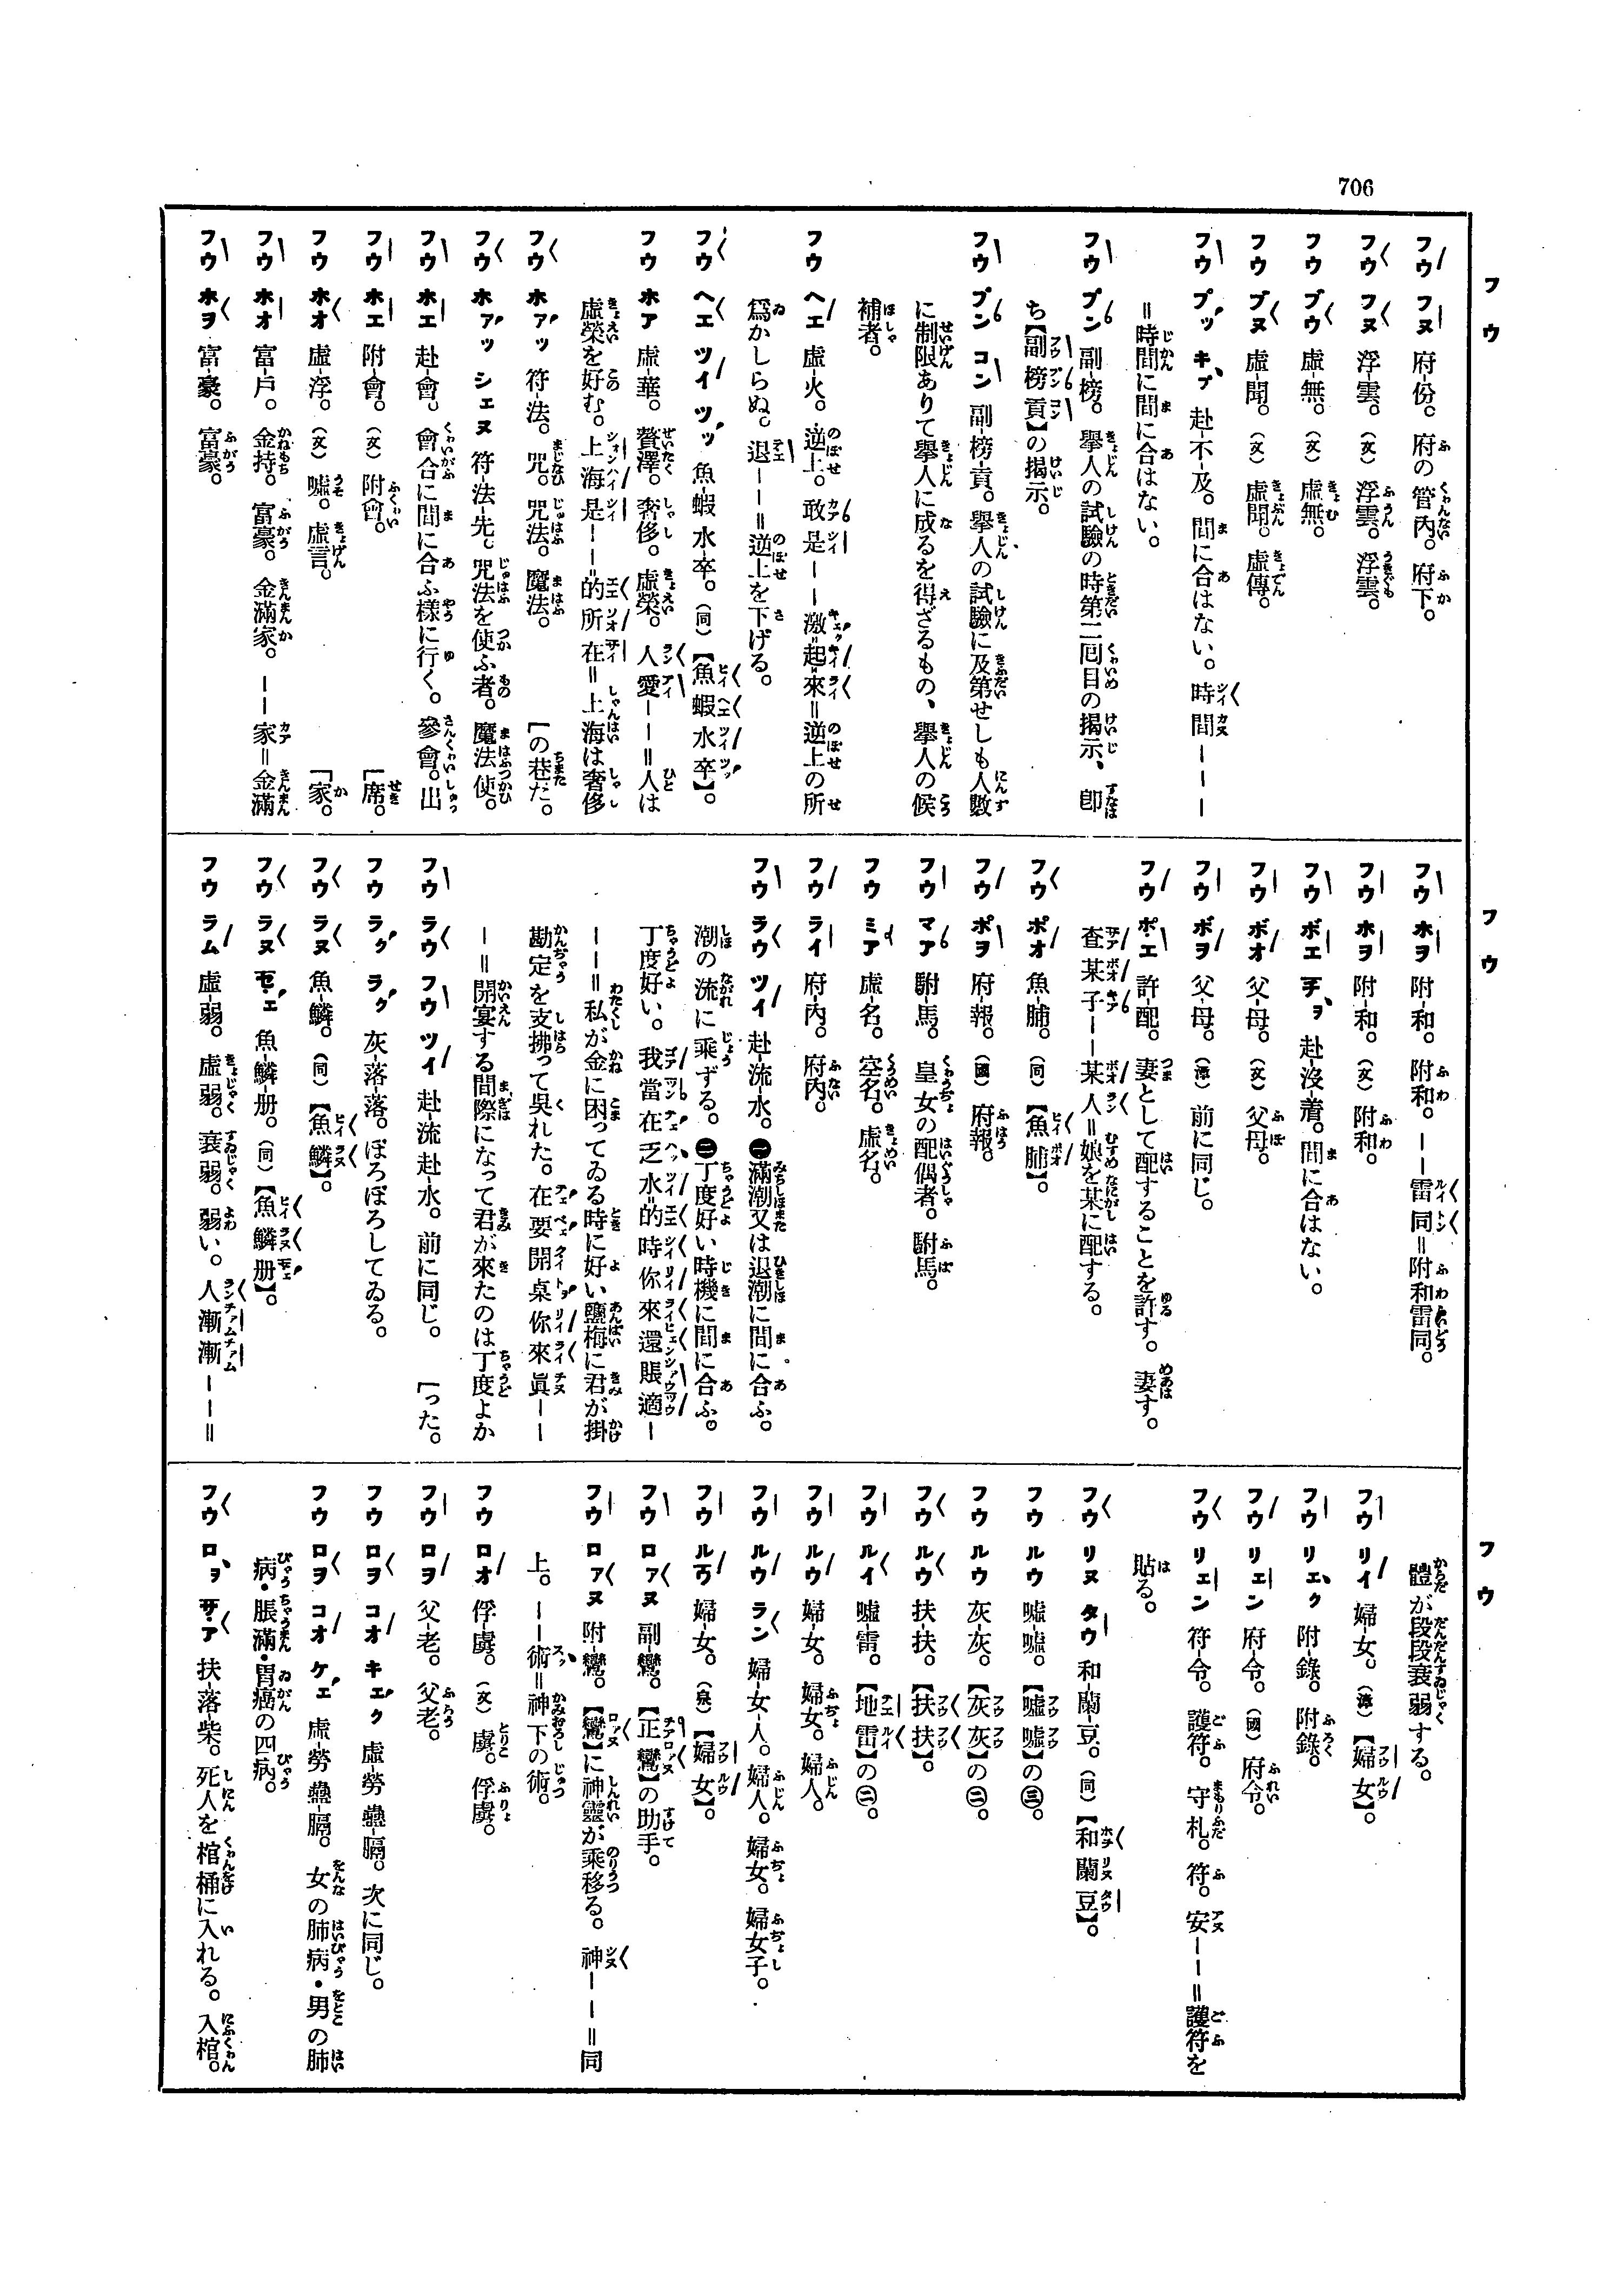 706
フウ
フウ フヌ 府-份。府の管內。府下。
フウ フヌ 浮-雲。(文)浮雲。浮雲。
フウ ブウ 虛-無。(文)虛無。
フウ ブヌ 虛-聞。(文)虛聞。虛傳。
フウ プッ キプ 赴-不-及。間に合はない。時間ーーー
＝時間に間に合はない。
フウ プン 副-榜。擧人の試驗の時第二囘目の揭示、卽
ち【副榜貢】の揭示。
フウ プン コン 副-榜-貢。擧人の試驗に及第せしも人數
に制限ありて擧人に成るを得ざるもの、擧人の候
補者。
フウ ヘエ 虛-火。逆上。敢是ーー激＝起＝來＝逆上の所
爲かしらぬ。退ーー＝逆上を下げる。
フウ ヘエ ツイ ツッ 魚-蝦 水-卒。(同)【魚蝦水卒】。
フウ ホア 虛-華。贅澤。奢侈。虛榮。人愛ーー＝人は
虛榮を好む。上海是ーー的所在＝上海は奢侈
[の巷だ。
フウ ホァッ 符-法。咒。咒法。魔法。
フウ ホァッ シェヌ 符-法-先。咒法を使ふ者。魔法使。
フウ ホエ 赴-會。會合に間に合ふ樣に行く。參會。出
[席。
フウ ホエ 附-會。(文)附會。
フウ ホオ 虛-浮。(文)噓。虛言。
[家。
フウ ホオ 富-戶。金持。富豪。金滿家。ーー家＝金滿
フウ ホヲ 富-豪。富豪。
フウ
フウ ホヲ 附-和。附和。ーー雷同＝附和雷同。
フウ ホヲ 附-和。(文)附和。
フウ ボエ 赴-沒-着。間に合はない。
フウ ボオ 父-母。(文)父母。
フウ ボヲ 父-母。前に同じ。
フウ ポエ 許-配。妻として配することを許す。妻す。
査某子ー某人＝娘を某に配する。
フウ ポオ 魚-脯。(同)【魚脯】。
フウ ポヲ 府-報。(國)府報。
フウ マア 駙-馬。皇女の配偶者。駙馬。
フウ ミア 虛-名。空名。虛名。
フウ ライ 府-內。府內。
フウ ラウ ツイ 赴-流-水。㊀滿潮又は退潮に間に合ふ。
潮の流に乘ずる。㊁丁度好い時機に間に合ふ。
丁度好い。我當在乏水＝的時你來還賬適ー
ーー＝私が金に困ってゐる時に好い鹽梅に君が掛
勘定を支拂って吳れた。在要開桌你來眞ーー
ー＝開宴する間際になって君が來たのは丁度よか
[った。
フウ ラウ フウ ツイ 赴-流 赴-水。前に同じ。
フウ ラク ラク 灰-落-落。ぼろぼろしてゐる。
フウ ラヌ 魚-鱗。(同)【魚鱗】。
フウ ラヌ 魚-鱗-册。(同)【魚鱗册】。
フウ ラム 虛-弱。虛弱。衰弱。弱い。人漸漸ーー＝
フウ
體が段段衰弱する。
フウ リイ 婦-女。【婦女】。
フウ リェク 附-錄。附錄。
フウ リェン 府-令。(國)府令。
フウ リェン 符-令。護符。守札。符。安ーー＝護符を
貼る。
フウ リヌ タウ 和-蘭-豆。(同)【和蘭豆】。
フウ ルウ 噓-噓。【噓噓】の㊂。
フウ ルウ 灰-灰。【灰灰】の㊁。
フウ ルウ 扶-扶。【扶扶】。
フウ ルイ 噓-雷。【地雷】の㊁。
フウ ルウ 婦-女。婦女。婦人。
フウ ルウ ラン 婦-女-人。婦人。婦女。婦女子。
フウ 婦-女。(泉)【婦女】。
フウ ロァヌ 副-鸞。【正鸞】の助手。
フウ ロァヌ 附-鸞。【鸞】に神靈が乘移る。神ーー＝同
上。ーー術＝神下の術。
フウ ロオ 俘-虜。(文)虜。俘虜。
フウ ロヲ 父-老。父老。
フウ ロヲ コオ キェク 虛-勞 蠱-膈。次に同じ。
フウ ロヲ コオ ケェ 虛-勞 蠱-膈。女の肺病・男の肺
病・脹滿・胃癌の四病。
フウ ロヲ サァ 扶-落-柴。死人を棺桶に入れる。入棺。